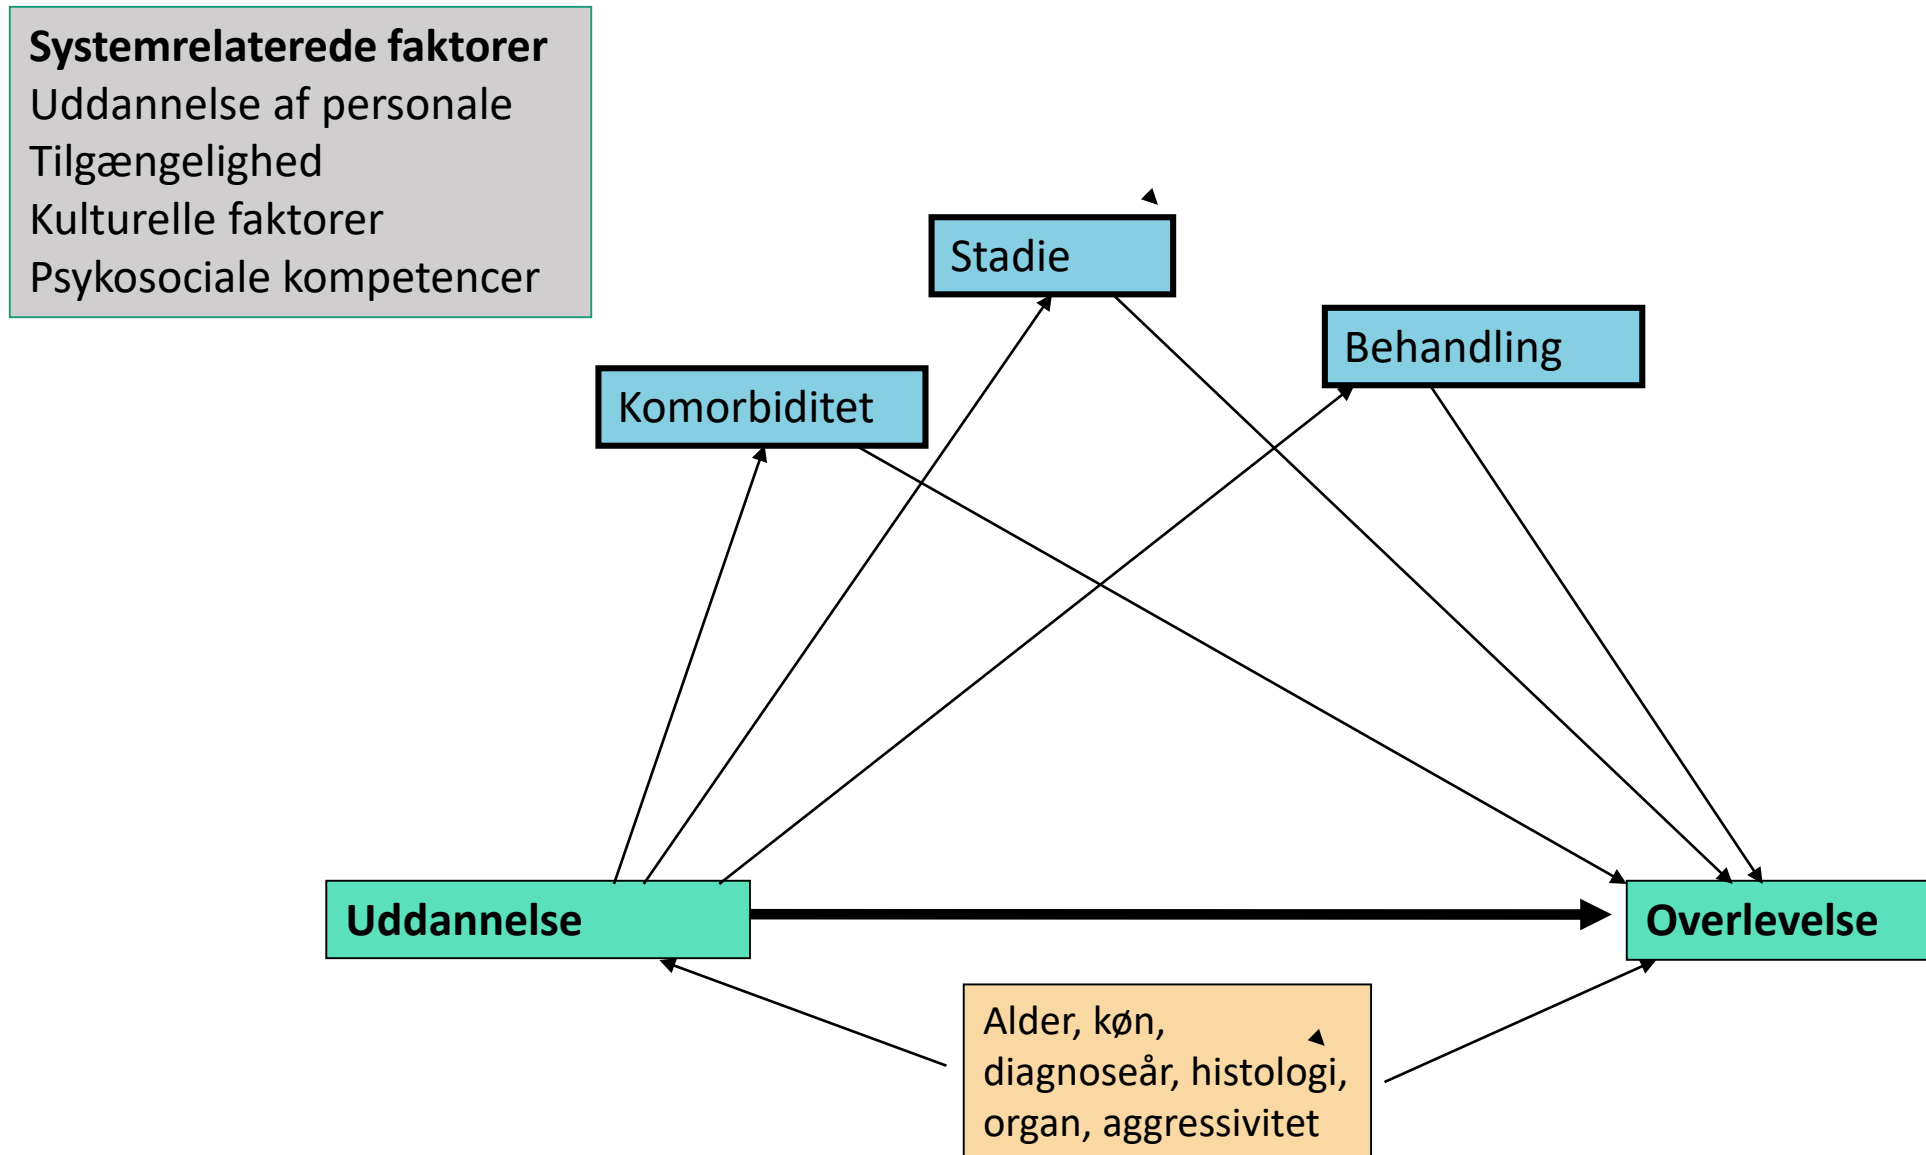 Systemrelaterede faktorer
Uddannelse af personale
Tilgængelighed
Kulturelle faktorer
Psykosociale kompetencer
Stadie
Behandling
Komorbiditet
Uddannelse
Overlevelse
Alder, køn,
diagnoseår, histologi,
organ, aggressivitet